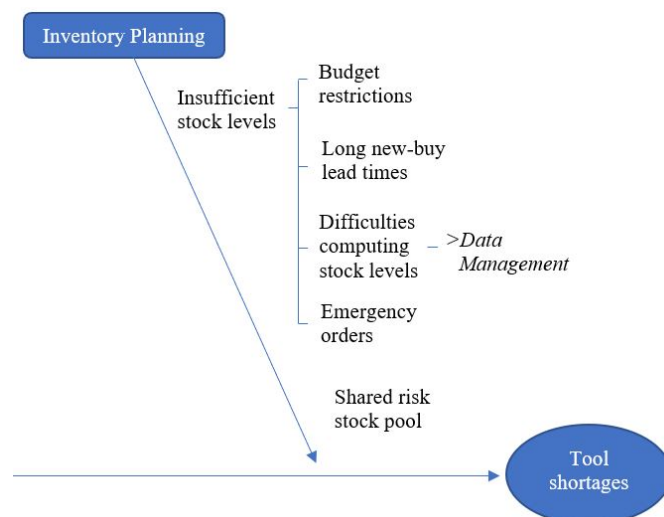 Inventory Planning
Insufficient
stock levels
Budget
restrictions
Long new-buy
lead times
Difficulties
computing
stock levels
>Data
Management
Emergency
orders
Shared risk
stock pool
Tool
shortages